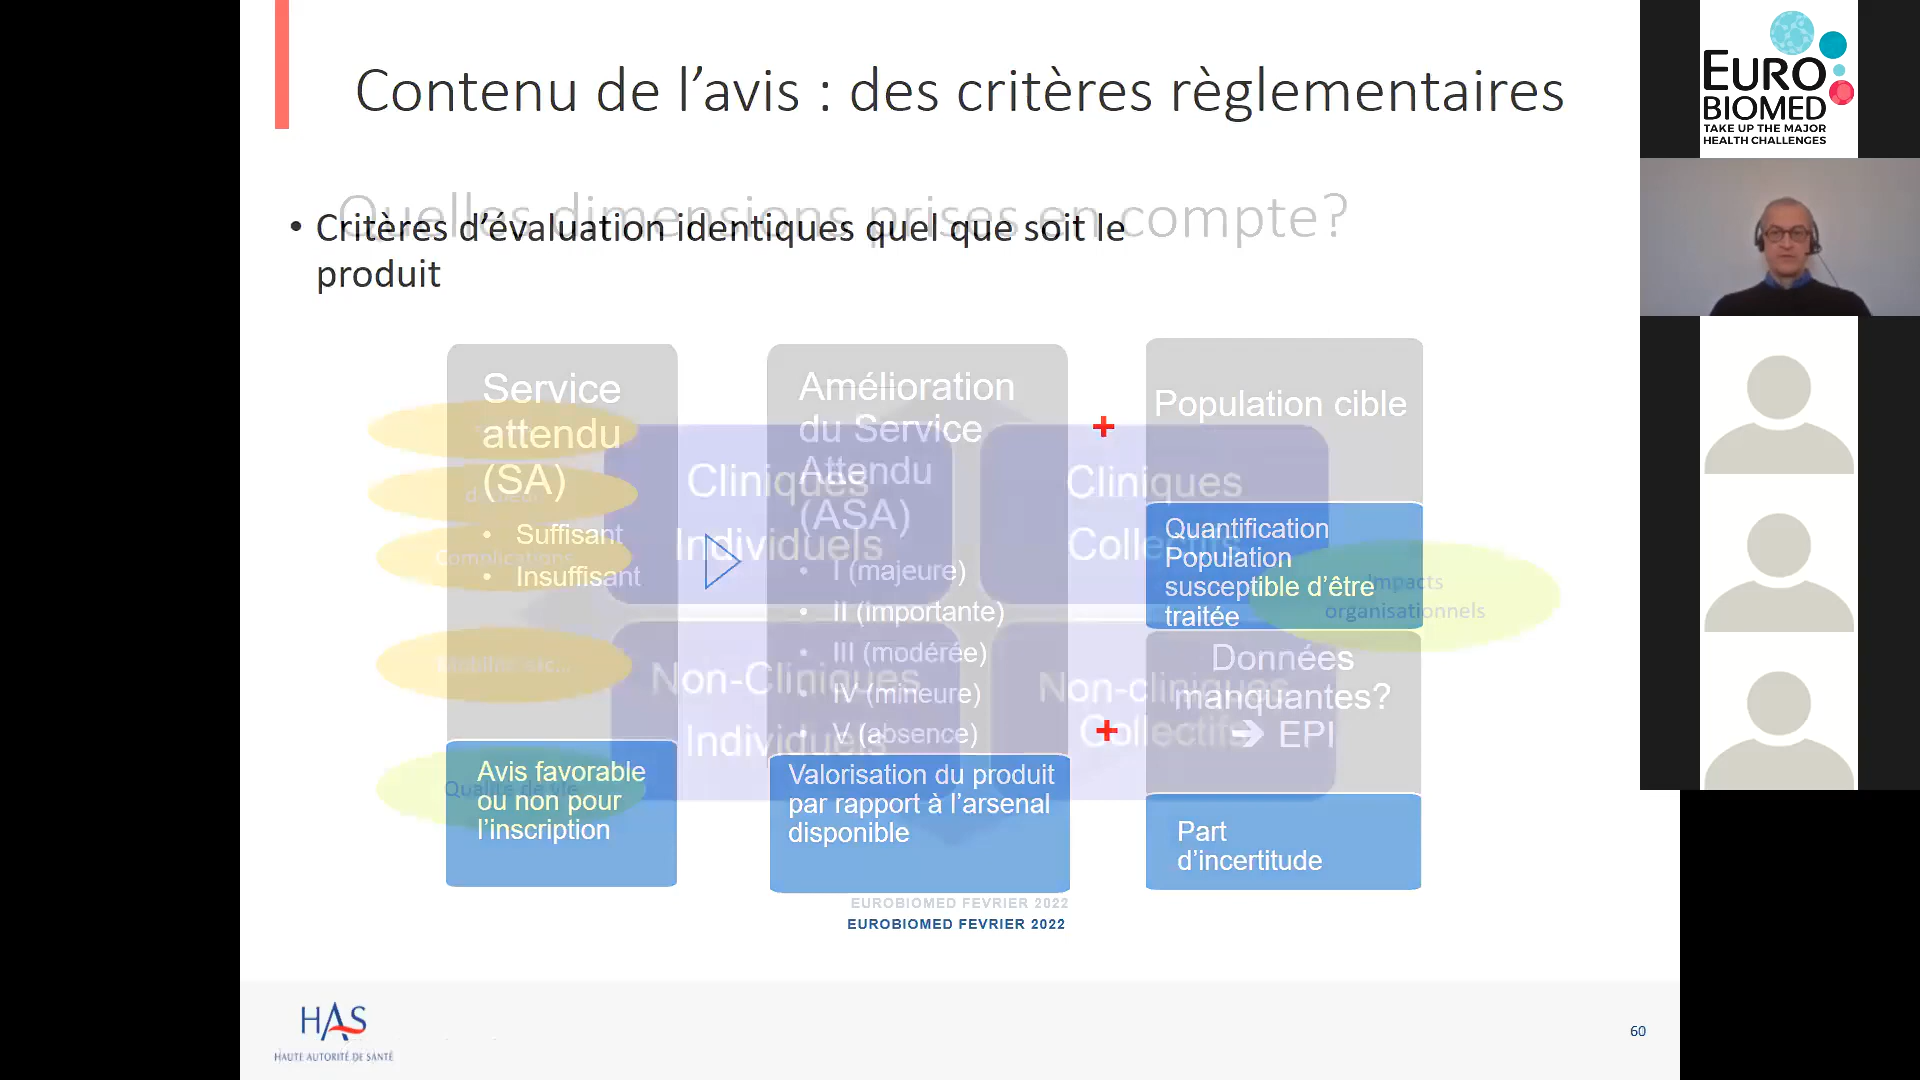 Contenu de l’avis : des critères règlementaires
Quelles dimensions prises en compte?
• Critères d’évaluation identiques quel que soit le
produit
Service
attendu
(SA)
• Suffisant
• Insuffisant
Avis favorable
ou non pour
l’inscription
Amélioration
du Service
Attendu
(ASA)
• I (majeure)
• II (importante)
• III (modérée)
• IV (mineure)
• V (absence)
Valorisation du produit
par rapport à l’arsenal
disponible
+
Population cible
Quantification
Population
susceptible d’être
traitée
+
Données
manquantes?
➔ EPI
Part
d’incertitude
Cliniques
Individuels
Cliniques
Collectifs
Non-Cliniques
Individuels
Non-cliniques
Collectifs
Complications
Qualité de vie
Impacts
organisationnels
EUROBIOMED FEVRIER 2022
EUROBIOMED FEVRIER 2022
HAS
HAUTE AUTORITÉ DE SANTÉ
60
EURO
BIOMED
TAKE UP THE MAJOR
HEALTH CHALLENGES